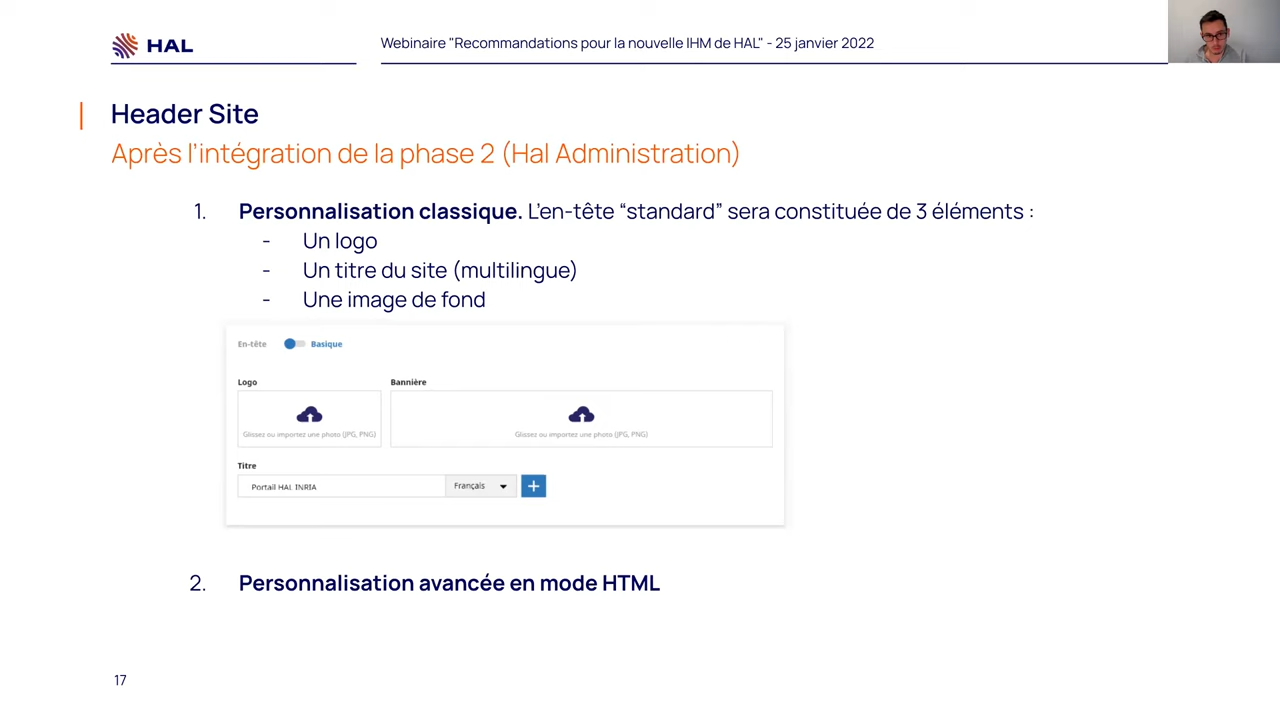 HAL
Webinaire "Recommandations pour la nouvelle IHM de HAL" - 25 janvier 2022
Header Site
Après l'intégration de la phase 2 (Hal Administration)
1. Personnalisation classique. L'en-tête “standard” sera constituée de 3 éléments :
- Un logo
- Un titre du site (multilingue)
- Une image de fond
En-tête Basique
Logo Bannière
Glissez ou importez une photo (JPG, PNG) Glissez ou importez une photo (JPG, PNG)
Titre
Portail HAL INRIA Français +
2. Personnalisation avancée en mode HTML
17